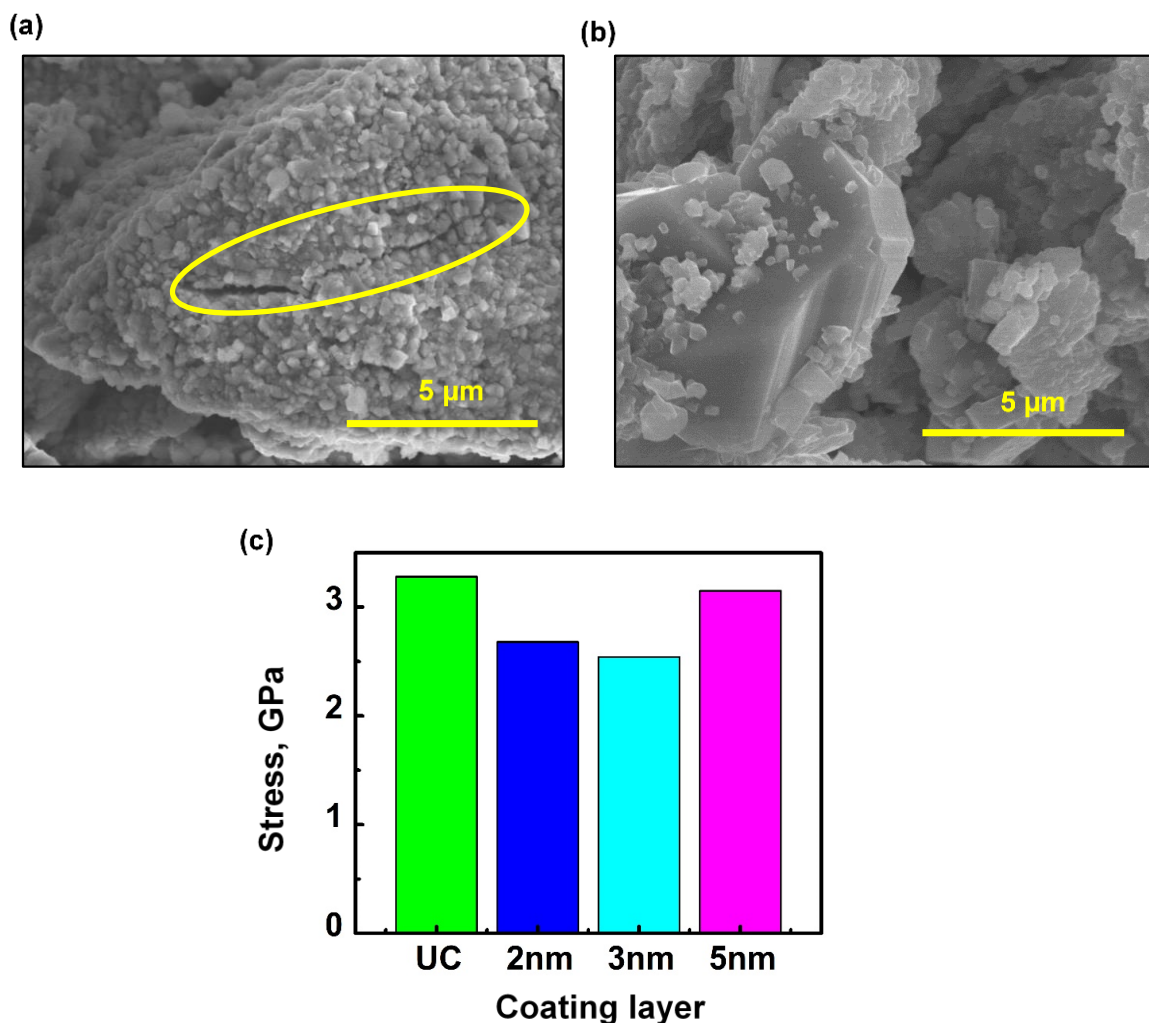 (a)
(b)
5 µm
5 µm
(c)
3
2
1
0
Stress, GPa
UC 2nm 3nm 5nm
Coating layer